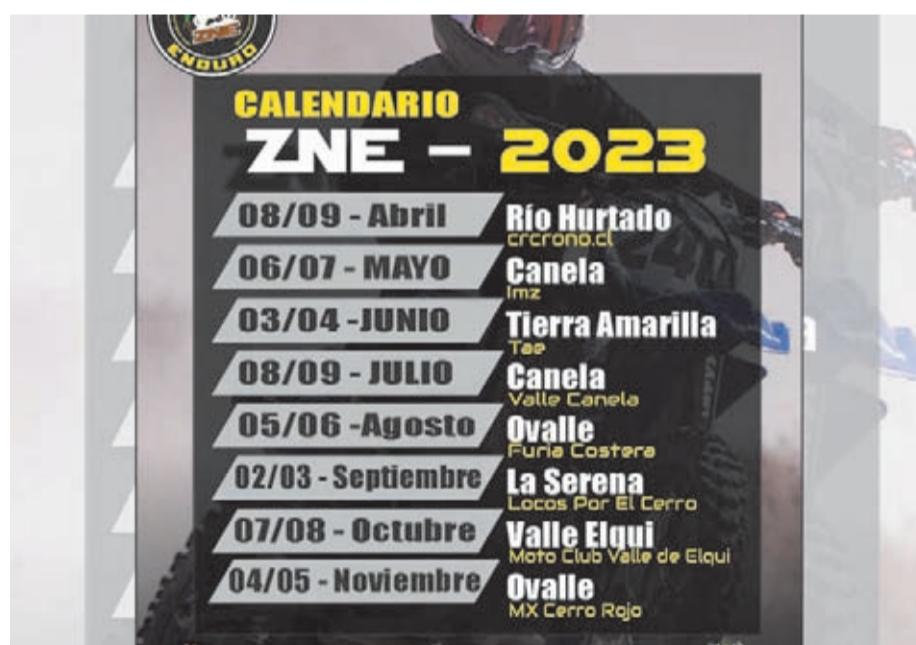 ZNE
ENDURO
CALENDARIO
ZNE - 2023
08/09 - Abril
Río Hurtado
crcrono.cl
06/07 - MAYO
Canela
Imz
03/04 -JUNIO
Tierra Amarilla
Tae
08/09 - JULIO
Canela
Valle Canela
05/06 -Agosto
Ovalle
Furia Costera
02/03 - Septiembre
La Serena
Locos Por El Cerro
07/08 - Octubre
Valle Elqui
Moto Club Valle de Elqui
04/05 - Noviembre
Ovalle
MX Cerro Rojo